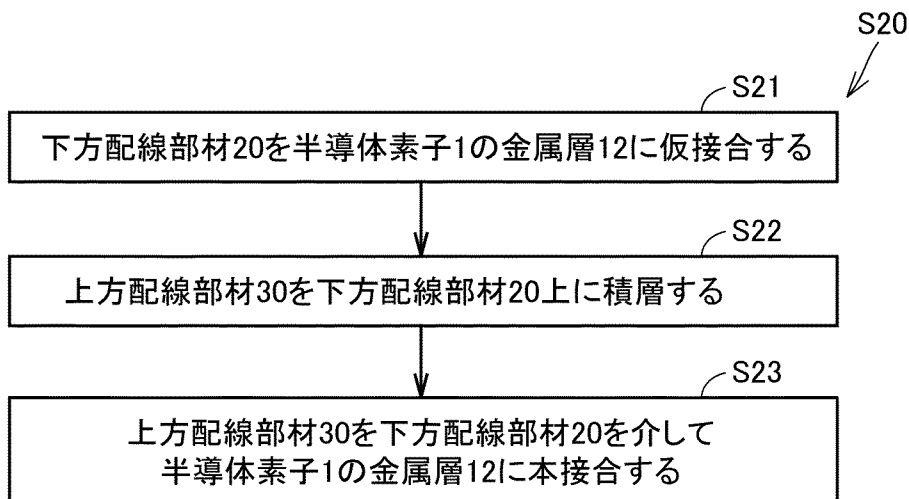 S20
S21
下方配線部材20を半導体素子1の金属層12に仮接合する
S22
上方配線部材30を下方配線部材20上に積層する
S23
上方配線部材30を下方配線部材20を介して
半導体素子1の金属層12に本接合する